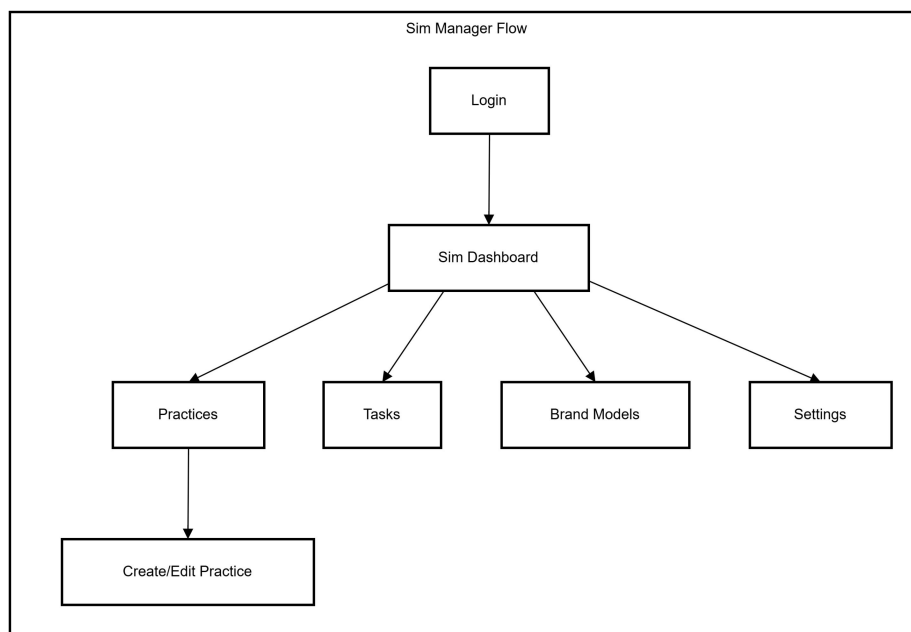 Sim Manager Flow
Login
Sim Dashboard
Practices
Tasks
Brand Models
Settings
Create/Edit Practice